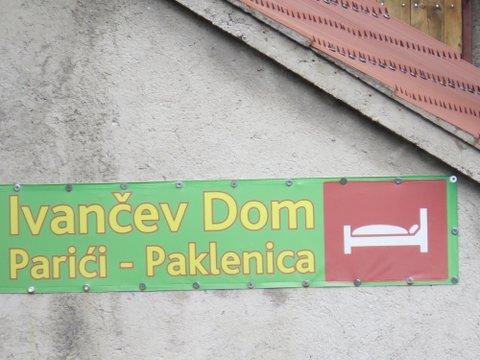 Ivančev Dom
Parići - Paklenica